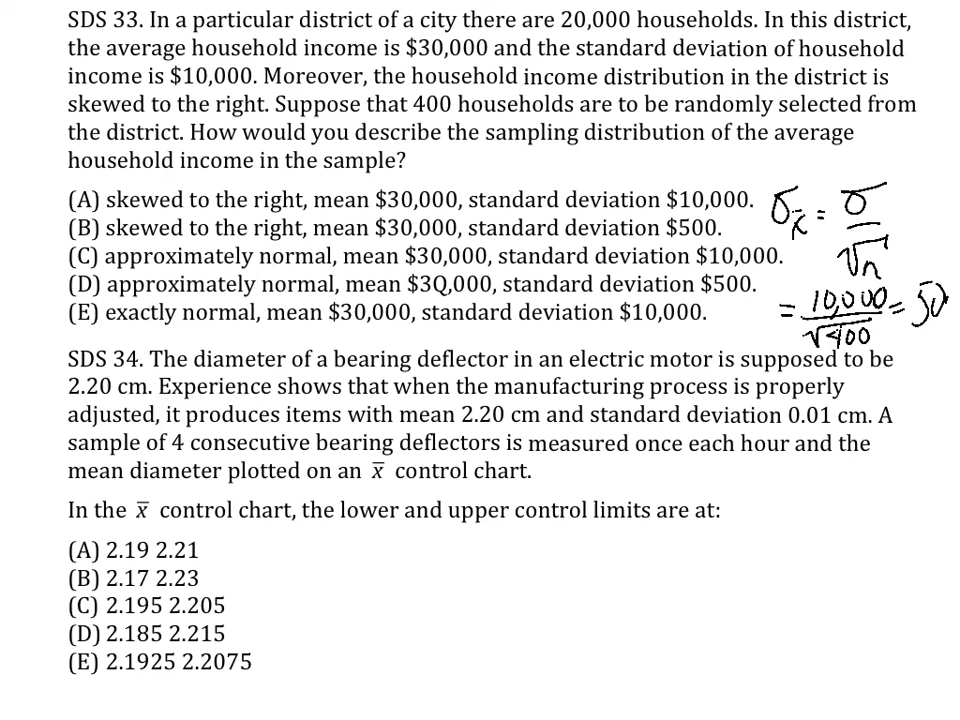 SDS 33. In a particular district of a city there are 20,000 households. In this district,
the average household income is $30,000 and the standard deviation of household
income is $10,000. Moreover, the household income distribution in the district is
skewed to the right. Suppose that 400 households are to be randomly selected from
the district. How would you describe the sampling distribution of the average
household income in the sample?
(A) skewed to the right, mean $30,000, standard deviation $10,000.
(B) skewed to the right, mean $30,000, standard deviation $500.
(C) approximately normal, mean $30,000, standard deviation $10,000.
(D) approximately normal, mean $3Q,000, standard deviation $500.
(E) exactly normal, mean $30,000, standard deviation $10,000.
σx̄ = σ/√n
= 10,000/√400 = 50
SDS 34. The diameter of a bearing deflector in an electric motor is supposed to be
2.20 cm. Experience shows that when the manufacturing process is properly
adjusted, it produces items with mean 2.20 cm and standard deviation 0.01 cm. A
sample of 4 consecutive bearing deflectors is measured once each hour and the
mean diameter plotted on an x̄ control chart.
In the x̄ control chart, the lower and upper control limits are at:
(A) 2.19 2.21
(B) 2.17 2.23
(C) 2.195 2.205
(D) 2.185 2.215
(E) 2.1925 2.2075